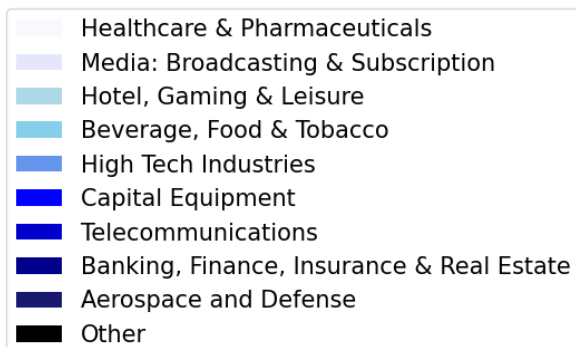 Healthcare & Pharmaceuticals
Media: Broadcasting & Subscription
Hotel, Gaming & Leisure
Beverage, Food & Tobacco
High Tech Industries
Capital Equipment
Telecommunications
Banking, Finance, Insurance & Real Estate
Aerospace and Defense
Other